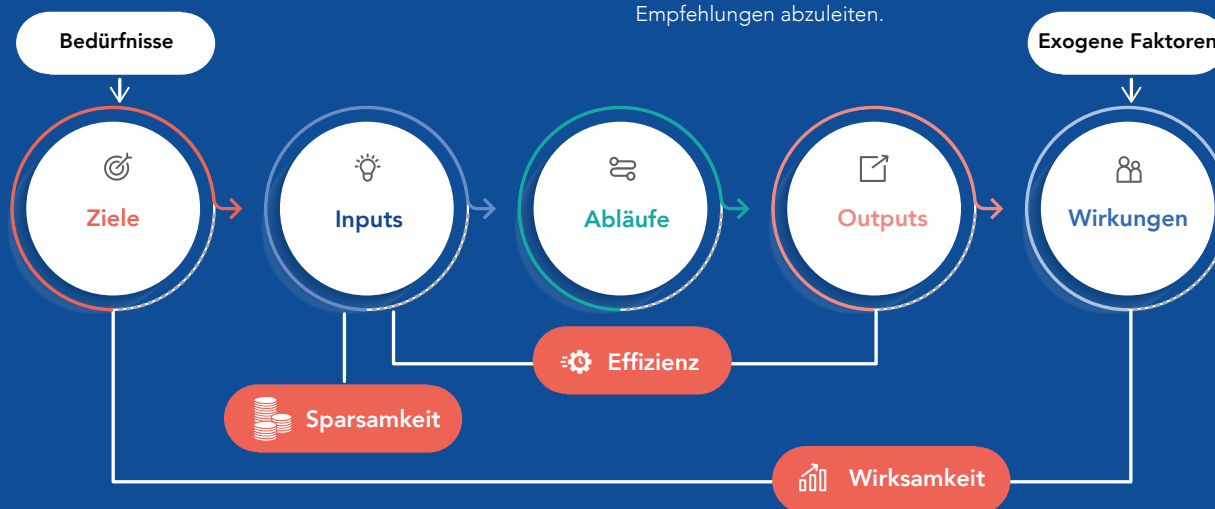 Empfehlungen abzuleiten.
Bedürfnisse
Exogene Faktoren
Ziele
Inputs
Abläufe
Outputs
Wirkungen
Effizienz
Sparsamkeit
Wirksamkeit